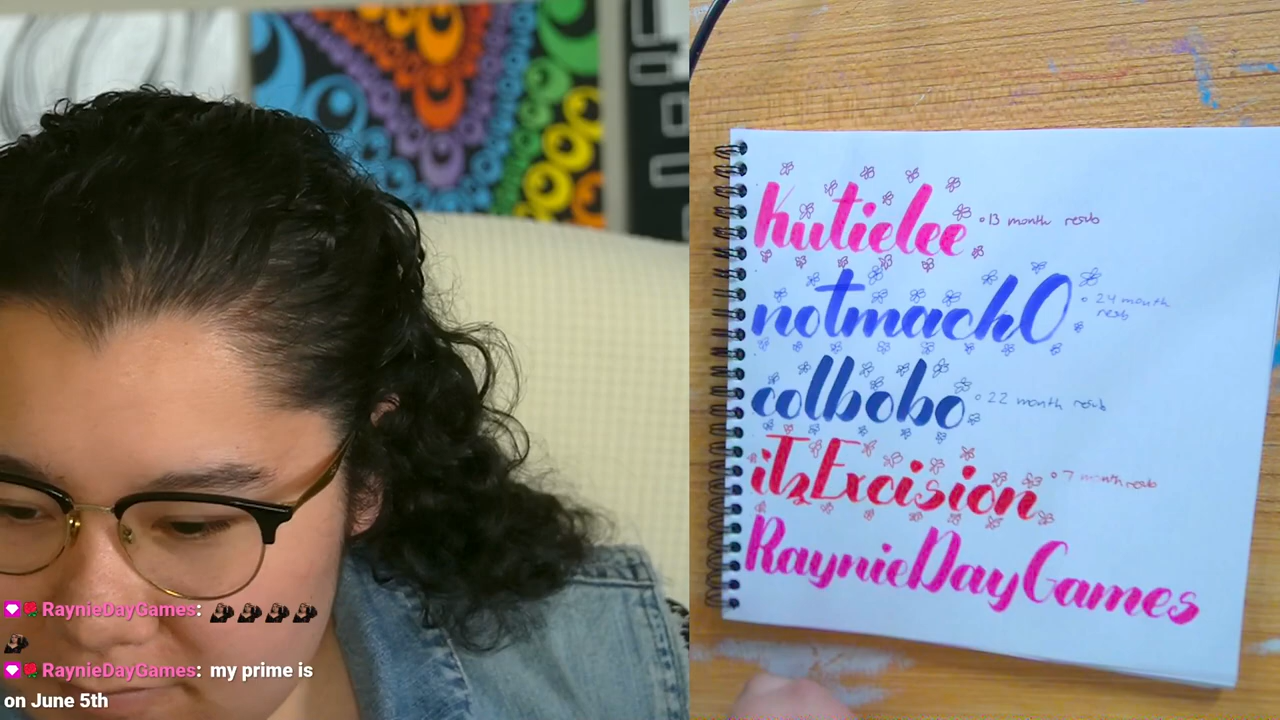 kutielee
13 month resub
notmach0
24 month
resub
colbobo
22 month resub
itzExcision
7 month resub
RaynieDayGames
RaynieDayGames:
RaynieDayGames: my prime is
on June 5th